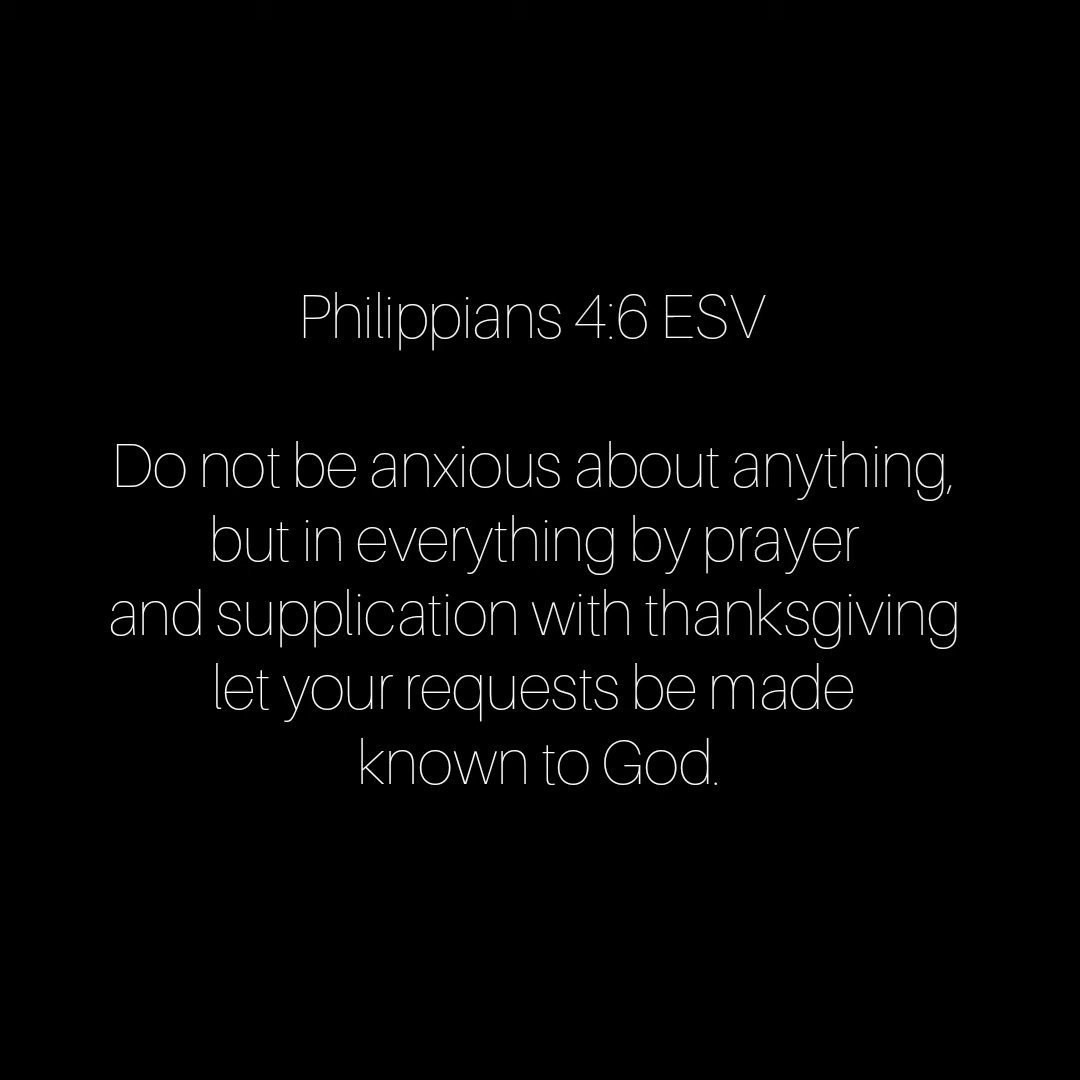 Philippians 4:6 ESV
Do not be anxious about anything,
but in everything by prayer
and supplication with thanksgiving
let your requests be made
known to God.